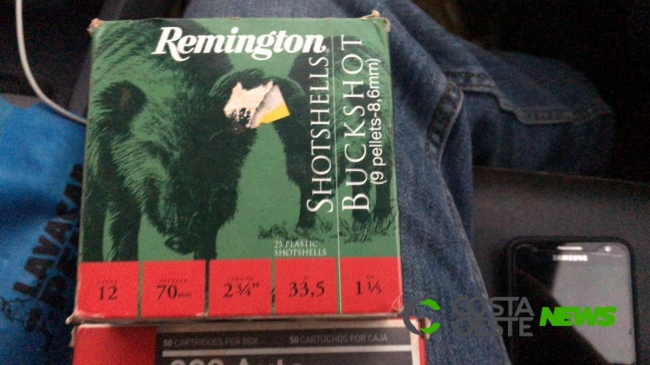 Remington.
SHOTSHELLS,
BUCKSHOT
(9 pellets-8,6mm)
25 PLASTIC
SHOTSHELLS
12
70mm
2 ¾"
33,5
1 ⅕
SAMSUNG
COSTA
OESTE NEWS
50 CARTRIDGES PER BOX
50 CARTUCHOS POR CAJA